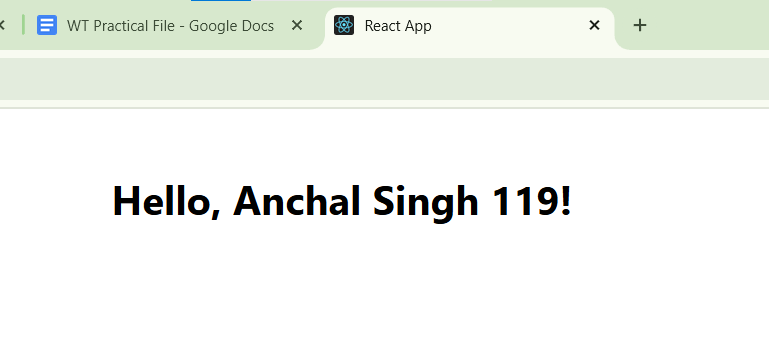 WT Practical File - Google Docs
React App
Hello, Anchal Singh 119!